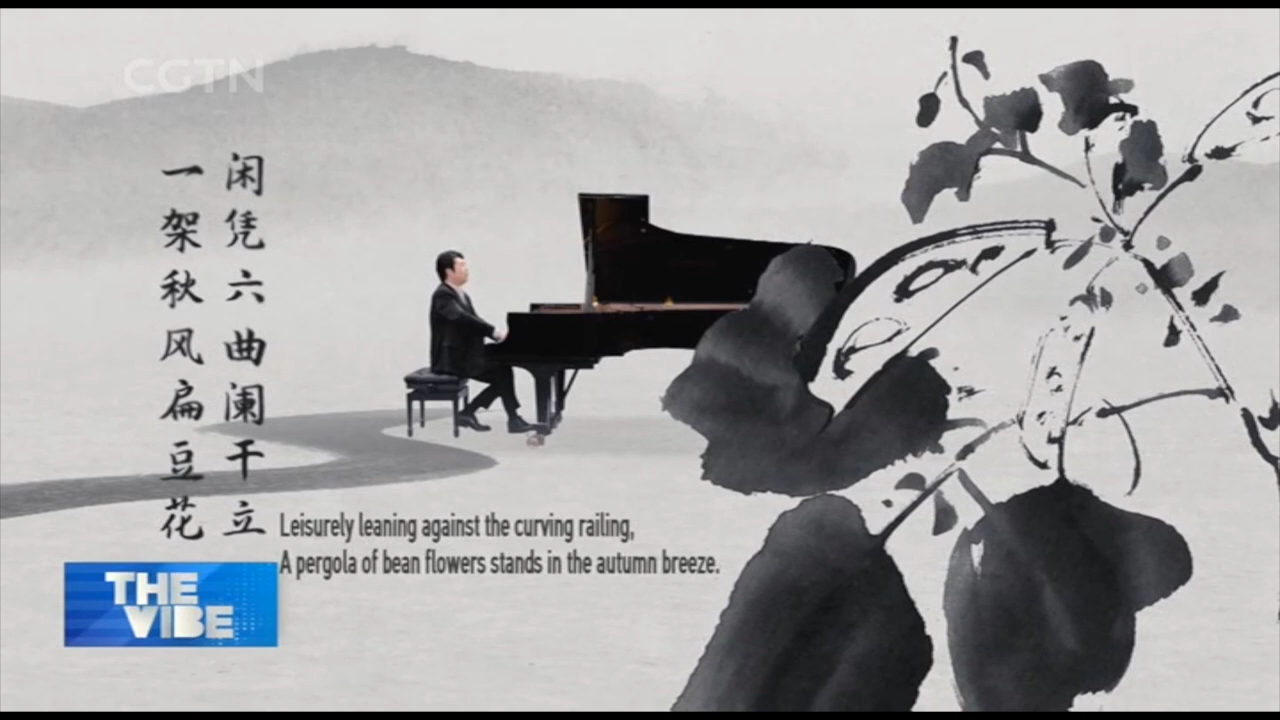 CGTN
闲凭六曲阑干立
一架秋风扁豆花
Leisurely leaning against the curving railing,
A pergola of bean flowers stands in the autumn breeze.
THE
VIBE